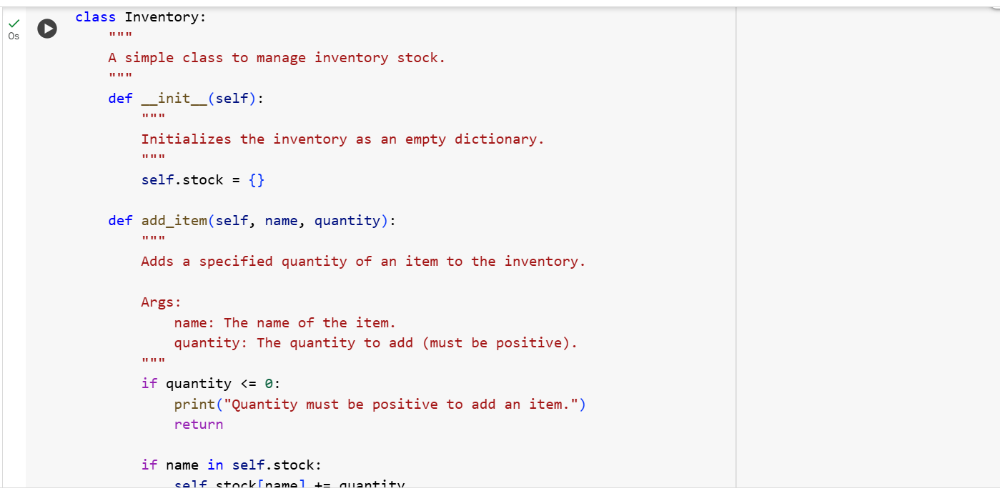 class Inventory:
0s
    """
    A simple class to manage inventory stock.
    """
    def __init__(self):
        """
        Initializes the inventory as an empty dictionary.
        """
        self.stock = {}

    def add_item(self, name, quantity):
        """
        Adds a specified quantity of an item to the inventory.

        Args:
            name: The name of the item.
            quantity: The quantity to add (must be positive).
        """
        if quantity <= 0:
            print("Quantity must be positive to add an item.")
            return

        if name in self.stock:
            self.stock[name] += quantity